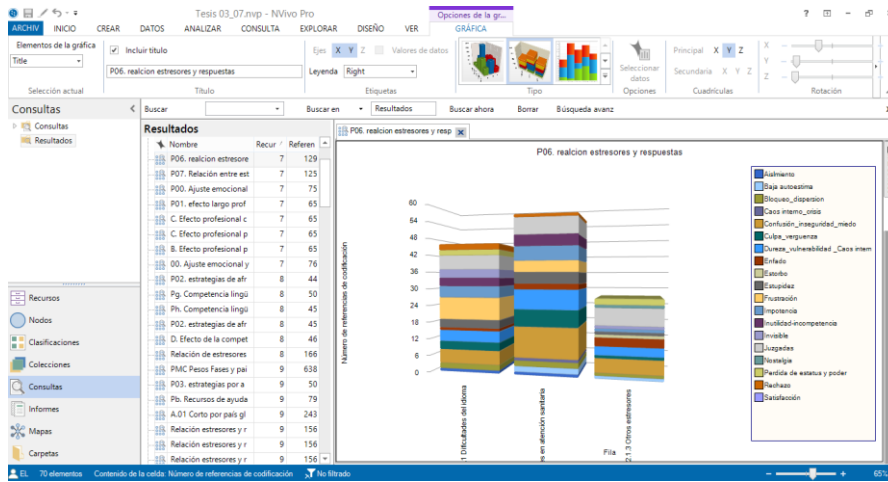 Tesis 03_07.nvp - NVivo Pro
Opciones de la gr...
ARCHIV INICIO CREAR DATOS ANALIZAR CONSULTA EXPLORAR DISEÑO VER GRÁFICA
Elementos de la gráfica
Title
Selección actual
Incluir título
P06. realcion estresores y respuestas
Título
Ejes X Y Z Valores de datos
Leyenda Right
Etiquetas
Tipo
Seleccionar
datos
Opciones
Principal X Y Z
Secundaria X Y Z
Cuadrículas
X
Y
Z
Rotación
Consultas
Buscar Buscar en Resultados Buscar ahora Borrar Búsqueda avanz
Consultas
Resultados
Recursos
Nodos
Clasificaciones
Colecciones
Consultas
Informes
Mapas
Carpetas
Resultados
Nombre Recur Referen
P06. realcion estresore 7 129
P07. Relación entre est 7 125
P00. Ajuste emocional 7 75
P01. efecto largo prof 7 65
C. Efecto profesional c 7 65
C. Efecto profesional p 7 65
B. Efecto profesional p 7 65
00. Ajuste emocional y 7 76
P02. estrategias de afr 8 44
Pg. Competencia lingü 8 50
Ph. Competencia lingü 8 45
P02. estrategias de afr 8 45
D. Efecto de la compet 8 46
Relación de estresores 8 166
PMC Pesos Fases y pai 9 638
P03. estrategias por a 9 50
Pb. Recursos de ayuda 9 79
A.01 Corto por país gl 9 243
Relación estresores y r 9 156
Relación estresores y r 9 156
Relación estresores y r 9 156
P06. realcion estresores y resp
P06. realcion estresores y respuestas
Número de referencias de codificación
60
54
48
42
36
30
24
18
12
6
0
1 Dificultades del idioma
es en atención sanitaria
2.1.3 Otros estresores
Fila
Aislmiento
Baja autoestima
Bloqueo_dispersion
Caos interno_crisis
Confusión_inseguridad_miedo
Culpa_verguenza
Dureza_vulnerabilidad _Caos intern
Enfado
Estorbo
Estupidaz
Frustración
Impotencia
Inutilidad-incompetencia
Invisible
Juzgadas
Nostalgia
Perdida de estatus y poder
Rachazo
Satisfacción
EL 70 elementos Contenido de la celda: Número de referencias de codificación No filtrado
65%